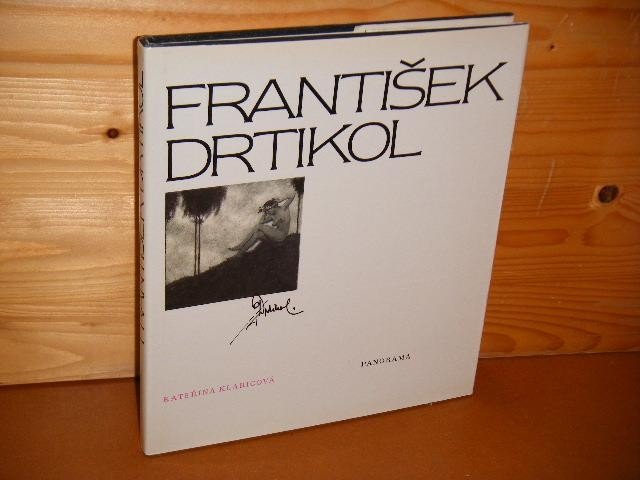 FRANTIŠEK
DRTIKOL
PANORAMA
KATEŘINA KLARICOVÁ